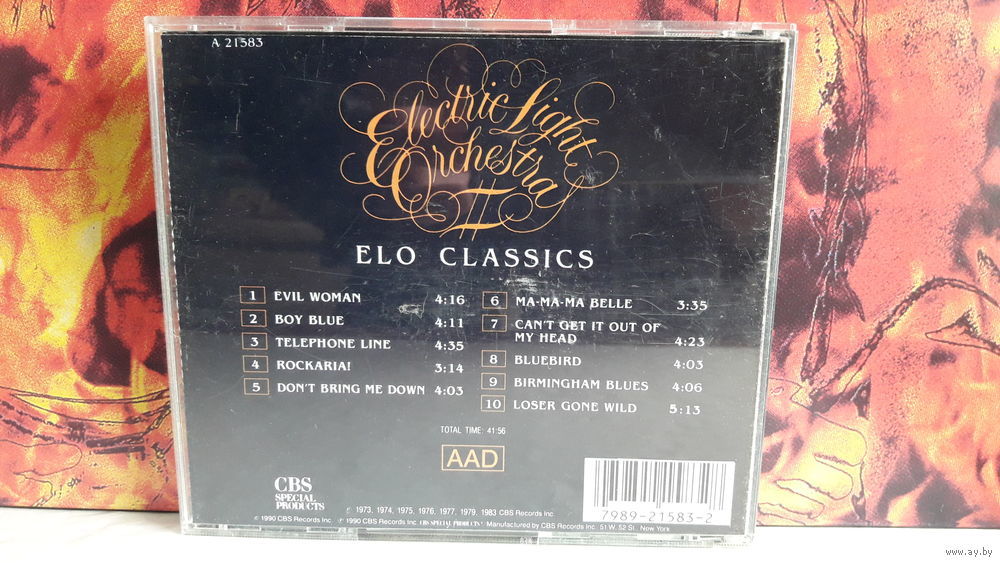 A 21583
Electric Light
Orchestra
II
ELO CLASSICS
1 EVIL WOMAN 4:16
2 BOY BLUE 4:11
3 TELEPHONE LINE 4:35
4 ROCKARIA! 3:14
5 DON'T BRING ME DOWN 4:03
6 MA-MA-MA BELLE 3:35
7 CAN'T GET IT OUT OF
MY HEAD 4:23
8 BLUEBIRD 4:03
9 BIRMINGHAM BLUES 4:06
10 LOSER GONE WILD 5:13
TOTAL TIME: 41:56
AAD
CBS
SPECIAL
PRODUCTS
℗ 1973, 1974, 1975, 1976, 1977, 1979, 1983 CBS Records Inc.
© 1990 CBS Records Inc. ℗ 1990 CBS Records Inc. CBS SPECIAL PRODUCTS / Manufactured by CBS Records Inc. 51 W. 52 St. New York
7989-21583-2
www.ay.by